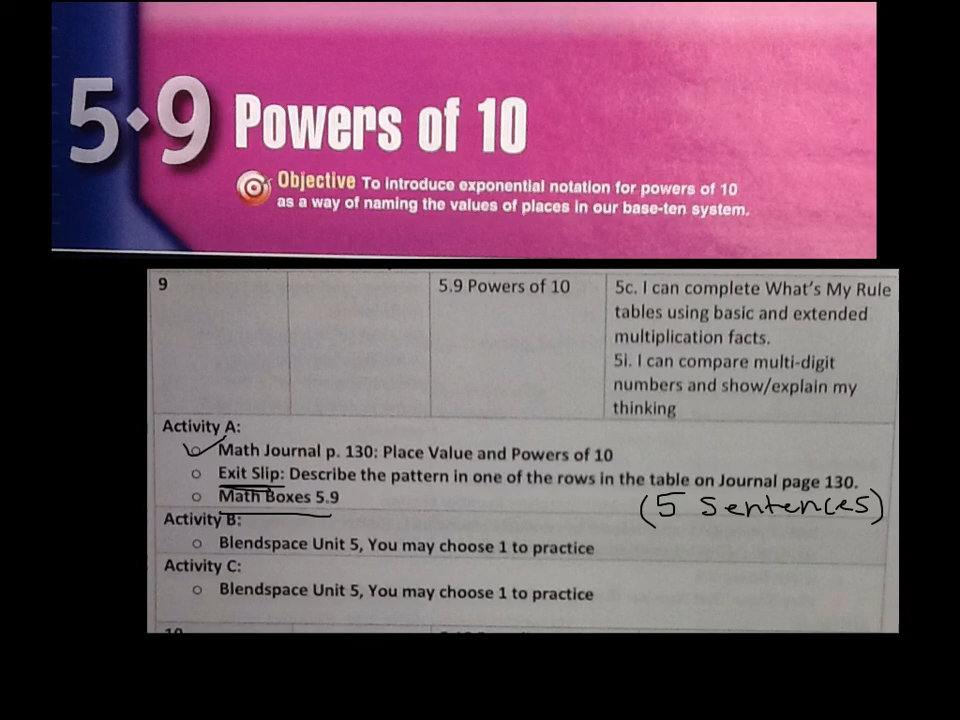 5•9 Powers of 10
Objective To introduce exponential notation for powers of 10
as a way of naming the values of places in our base-ten system.
9
5.9 Powers of 10
5c. I can complete What's My Rule
tables using basic and extended
multiplication facts.
5i. I can compare multi-digit
numbers and show/explain my
thinking
Activity A:
Math Journal p. 130: Place Value and Powers of 10
Exit Slip: Describe the pattern in one of the rows in the table on Journal page 130.
(5 Sentences)
Math Boxes 5.9
Activity B:
Blendspace Unit 5, You may choose 1 to practice
Activity C:
Blendspace Unit 5, You may choose 1 to practice